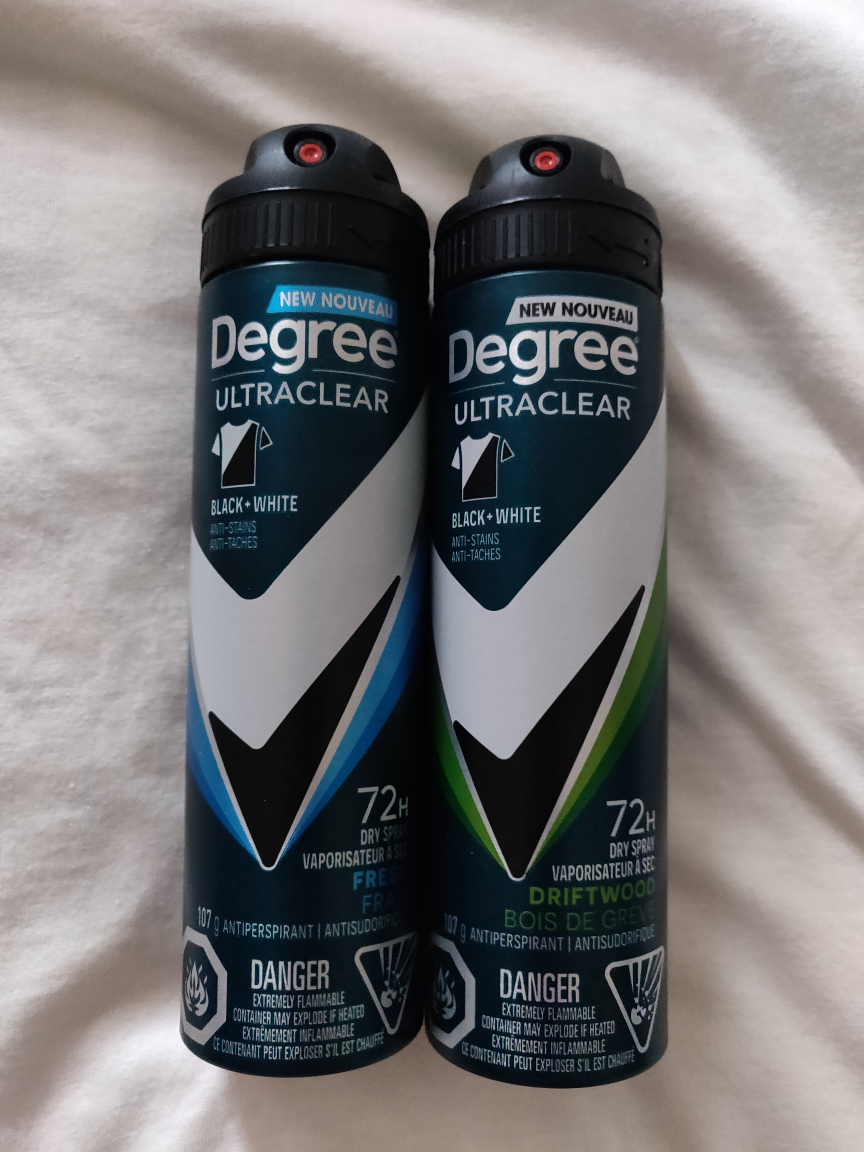 NEW NOUVEAU
Degree
ULTRACLEAR
BLACK+WHITE
ANTI-STAINS
ANTI-TACHES
72H
DRY SPRAY
VAPORISATEUR À SEC
FRES
FRA
107 g ANTIPERSPIRANT | ANTISUDORIFIQ
DANGER
EXTREMELY FLAMMABLE
CONTAINER MAY EXPLODE IF HEATED
EXTRÊMEMENT INFLAMMABLE
CE CONTENANT PEUT EXPLOSER S'IL EST CHAUFFÉ
NEW NOUVEAU
Degree
ULTRACLEAR
BLACK+WHITE
ANTI-STAINS
ANTI-TACHES
72H
DRY SPRAY
VAPORISATEUR À SEC
DRIFTWOOD
BOIS DE GRÈVE
107 g ANTIPERSPIRANT | ANTISUDORIFIQUE
DANGER
EXTREMELY FLAMMABLE
CONTAINER MAY EXPLODE IF HEATED
EXTRÊMEMENT INFLAMMABLE
CE CONTENANT PEUT EXPLOSER S'IL EST CHAUFFÉ